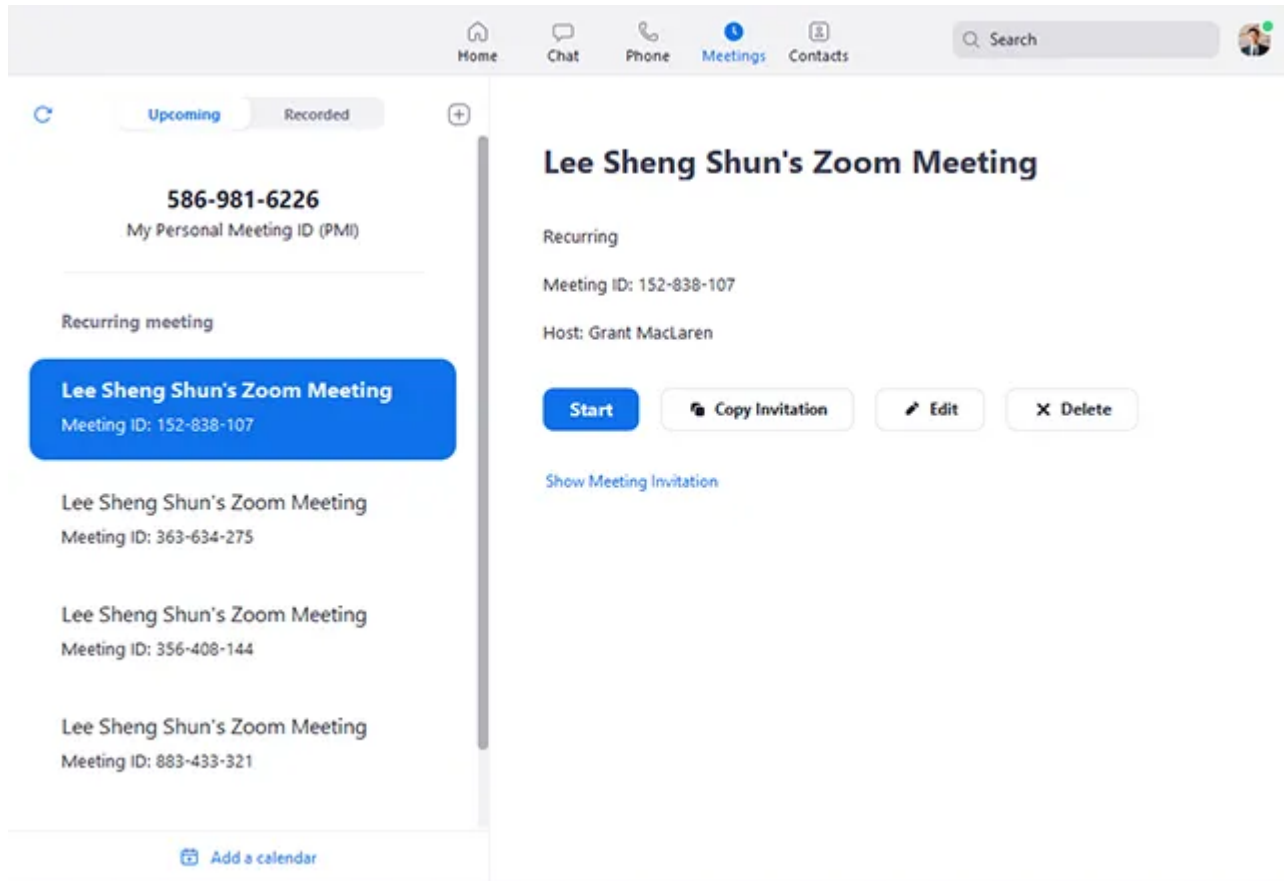 Home Chat Phone Meetings Contacts Search
Upcoming Recorded
586-981-6226
My Personal Meeting ID (PMI)
Recurring meeting
Lee Sheng Shun's Zoom Meeting
Meeting ID: 152-838-107
Lee Sheng Shun's Zoom Meeting
Meeting ID: 363-634-275
Lee Sheng Shun's Zoom Meeting
Meeting ID: 356-408-144
Lee Sheng Shun's Zoom Meeting
Meeting ID: 883-433-321
Add a calendar
Lee Sheng Shun's Zoom Meeting
Recurring
Meeting ID: 152-838-107
Host: Grant MacLaren
Start Copy Invitation Edit Delete
Show Meeting Invitation